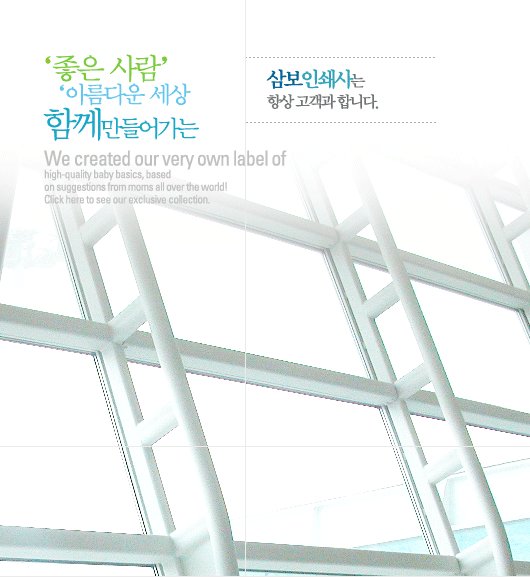 ‘좋은 사람’
‘아름다운 세상
함께만들어가는
We created our very own label of
high-quality baby basics, based
on suggestions from moms all over the world!
Click here to see our exclusive collection.
삼보인쇄사는
항상 고객과 합니다.